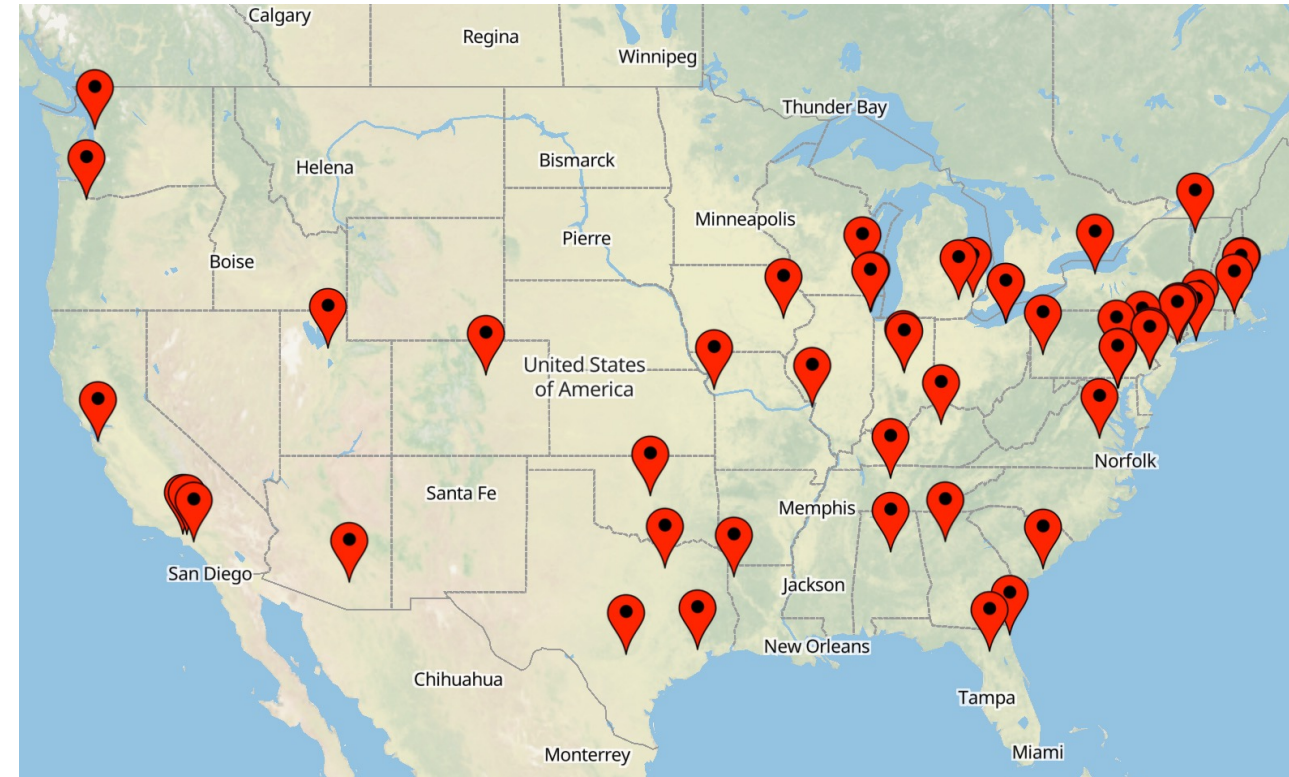 Calgary
Regina
Winnipeg
Thunder Bay
Helena
Bismarck
Minneapolis
Pierre
Boise
United States
of America
Norfolk
Santa Fe
Memphis
San Diego
Jackson
New Orleans
Chihuahua
Tampa
Miami
Monterrey